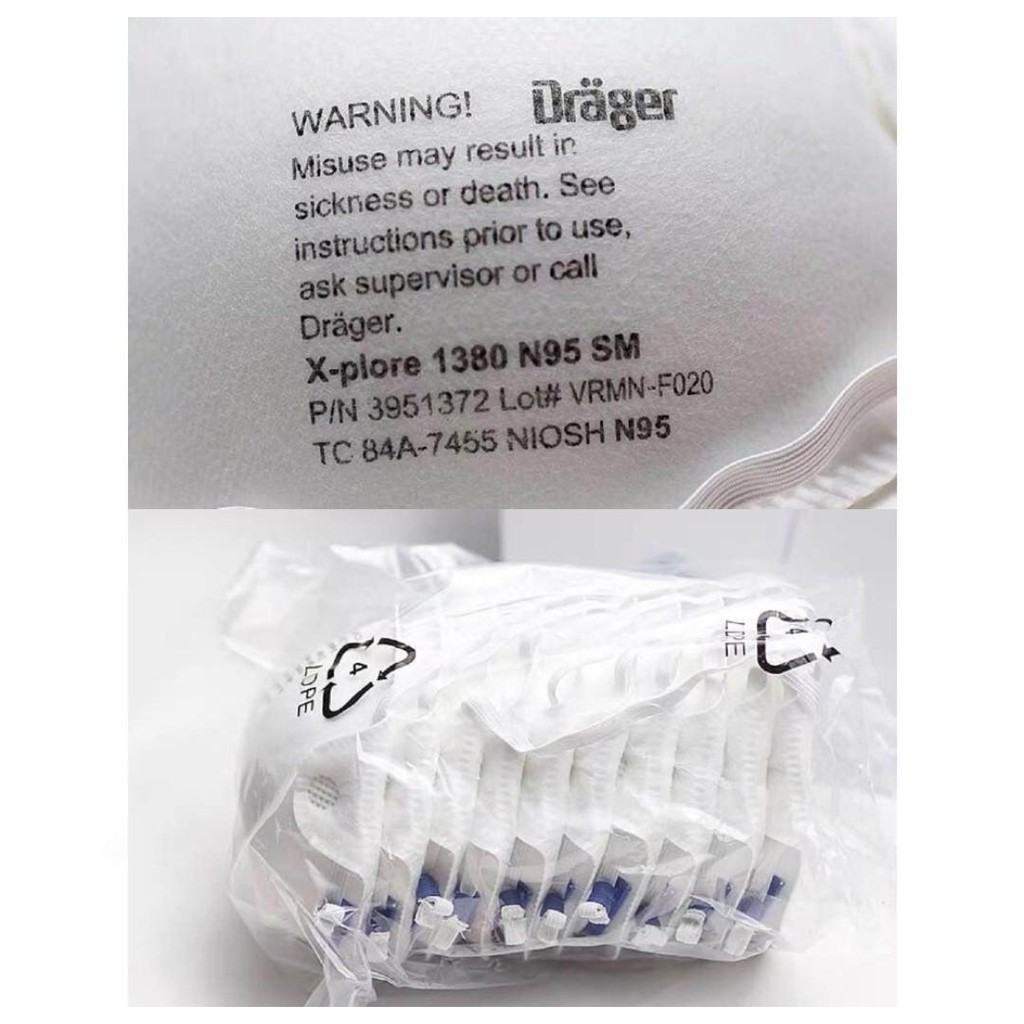 WARNING! Dräger
Misuse may result in
sickness or death. See
instructions prior to use,
ask supervisor or call
Dräger.
X-plore 1380 N95 SM
P/N 3951372 Lot# VRMN-F020
TC 84A-7455 NIOSH N95
4
LDPE
4
LDPE